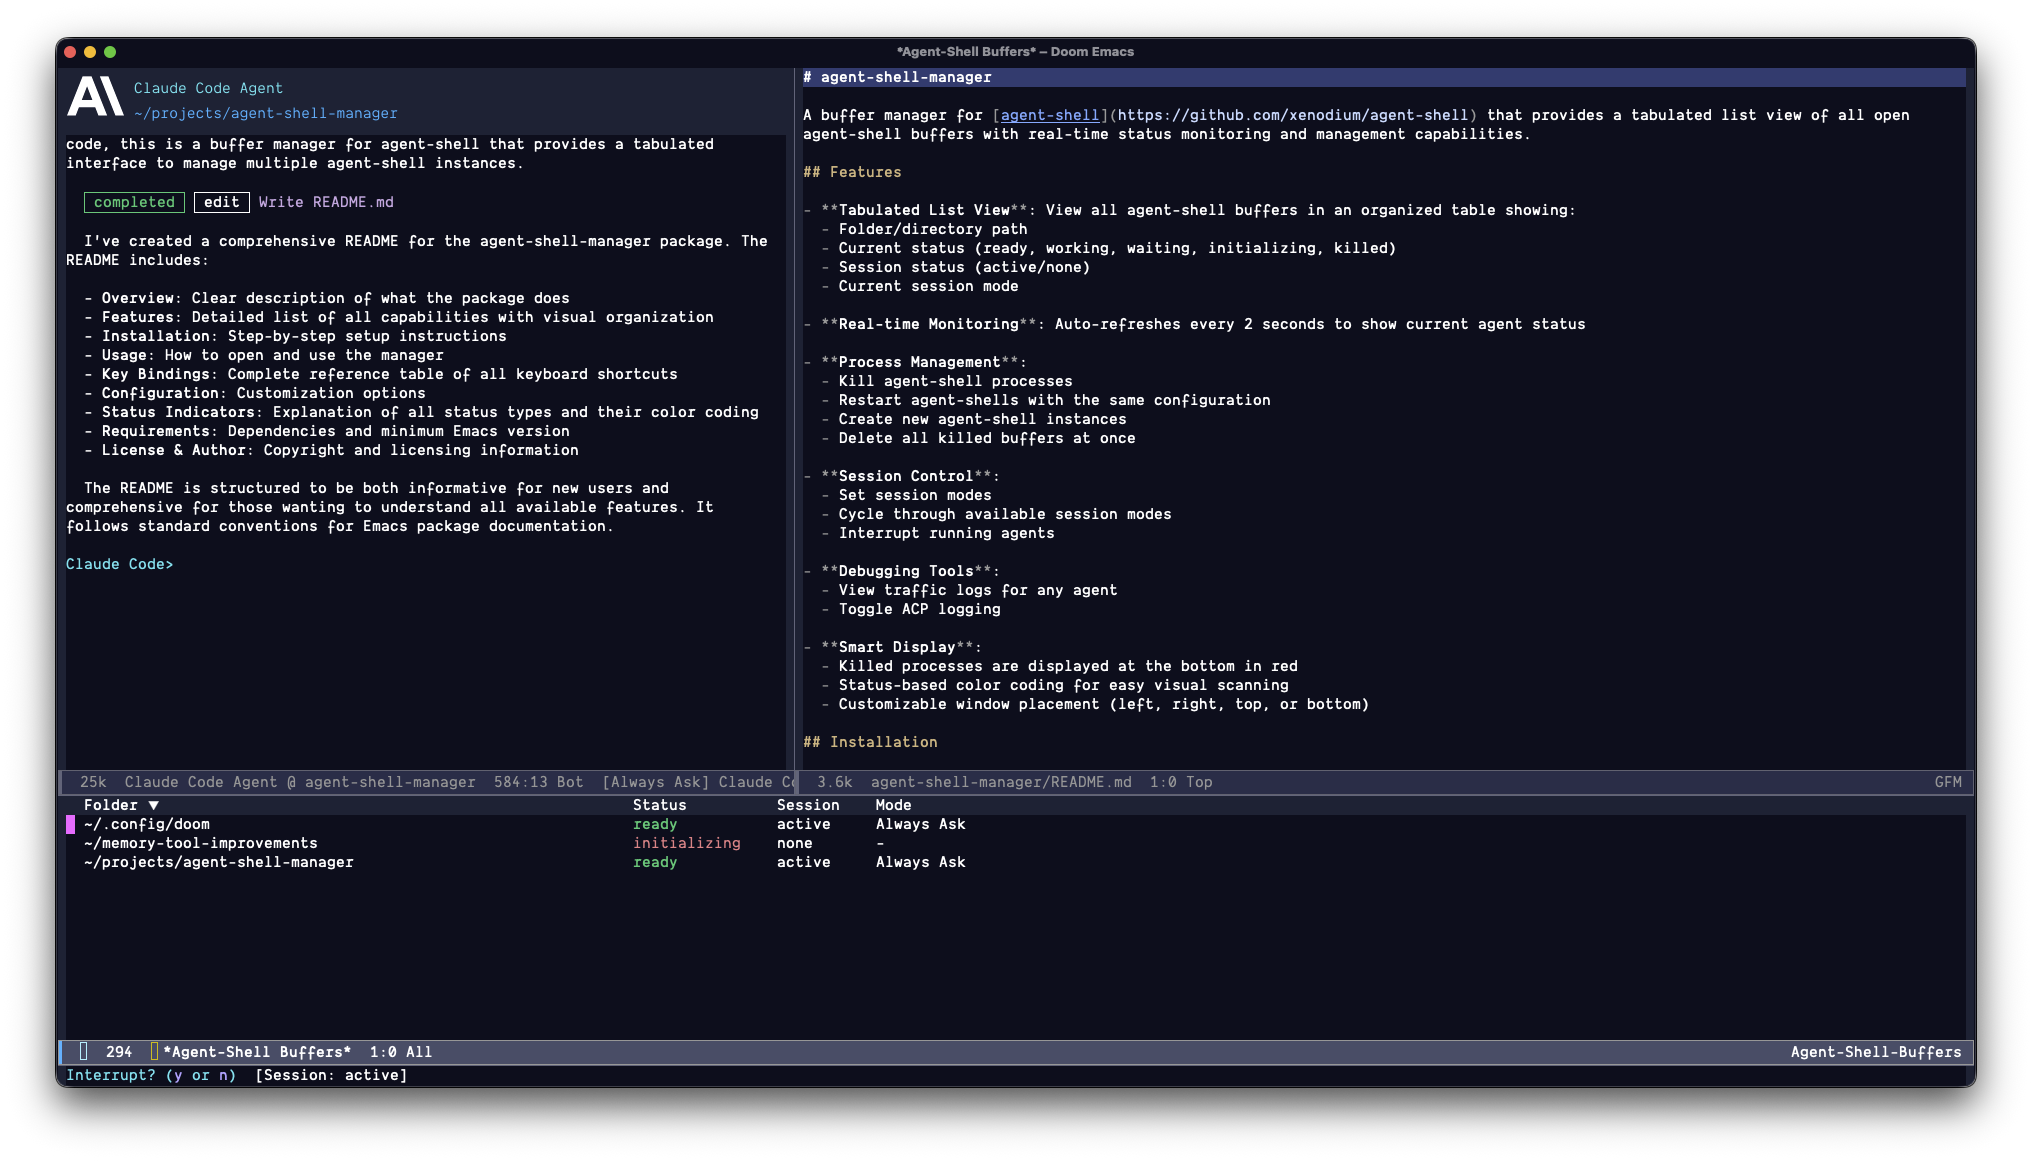 *Agent-Shell Buffers* – Doom Emacs
Claude Code Agent
~/projects/agent-shell-manager
code, this is a buffer manager for agent-shell that provides a tabulated
interface to manage multiple agent-shell instances.
completed edit Write README.md
I've created a comprehensive README for the agent-shell-manager package. The
README includes:
- Overview: Clear description of what the package does
- Features: Detailed list of all capabilities with visual organization
- Installation: Step-by-step setup instructions
- Usage: How to open and use the manager
- Key Bindings: Complete reference table of all keyboard shortcuts
- Configuration: Customization options
- Status Indicators: Explanation of all status types and their color coding
- Requirements: Dependencies and minimum Emacs version
- License & Author: Copyright and licensing information
The README is structured to be both informative for new users and
comprehensive for those wanting to understand all available features. It
follows standard conventions for Emacs package documentation.
Claude Code>
25k Claude Code Agent @ agent-shell-manager 584:13 Bot [Always Ask] Claude Co
# agent-shell-manager
A buffer manager for [agent-shell](https://github.com/xenodium/agent-shell) that provides a tabulated list view of all open
agent-shell buffers with real-time status monitoring and management capabilities.
## Features
- **Tabulated List View**: View all agent-shell buffers in an organized table showing:
- Folder/directory path
- Current status (ready, working, waiting, initializing, killed)
- Session status (active/none)
- Current session mode
- **Real-time Monitoring**: Auto-refreshes every 2 seconds to show current agent status
- **Process Management**:
- Kill agent-shell processes
- Restart agent-shells with the same configuration
- Create new agent-shell instances
- Delete all killed buffers at once
- **Session Control**:
- Set session modes
- Cycle through available session modes
- Interrupt running agents
- **Debugging Tools**:
- View traffic logs for any agent
- Toggle ACP logging
- **Smart Display**:
- Killed processes are displayed at the bottom in red
- Status-based color coding for easy visual scanning
- Customizable window placement (left, right, top, or bottom)
## Installation
3.6k agent-shell-manager/README.md 1:0 Top GFM
Folder ▼ Status Session Mode
~/.config/doom ready active Always Ask
~/memory-tool-improvements initializing none -
~/projects/agent-shell-manager ready active Always Ask
294 *Agent-Shell Buffers* 1:0 All Agent-Shell-Buffers
Interrupt? (y or n) [Session: active]